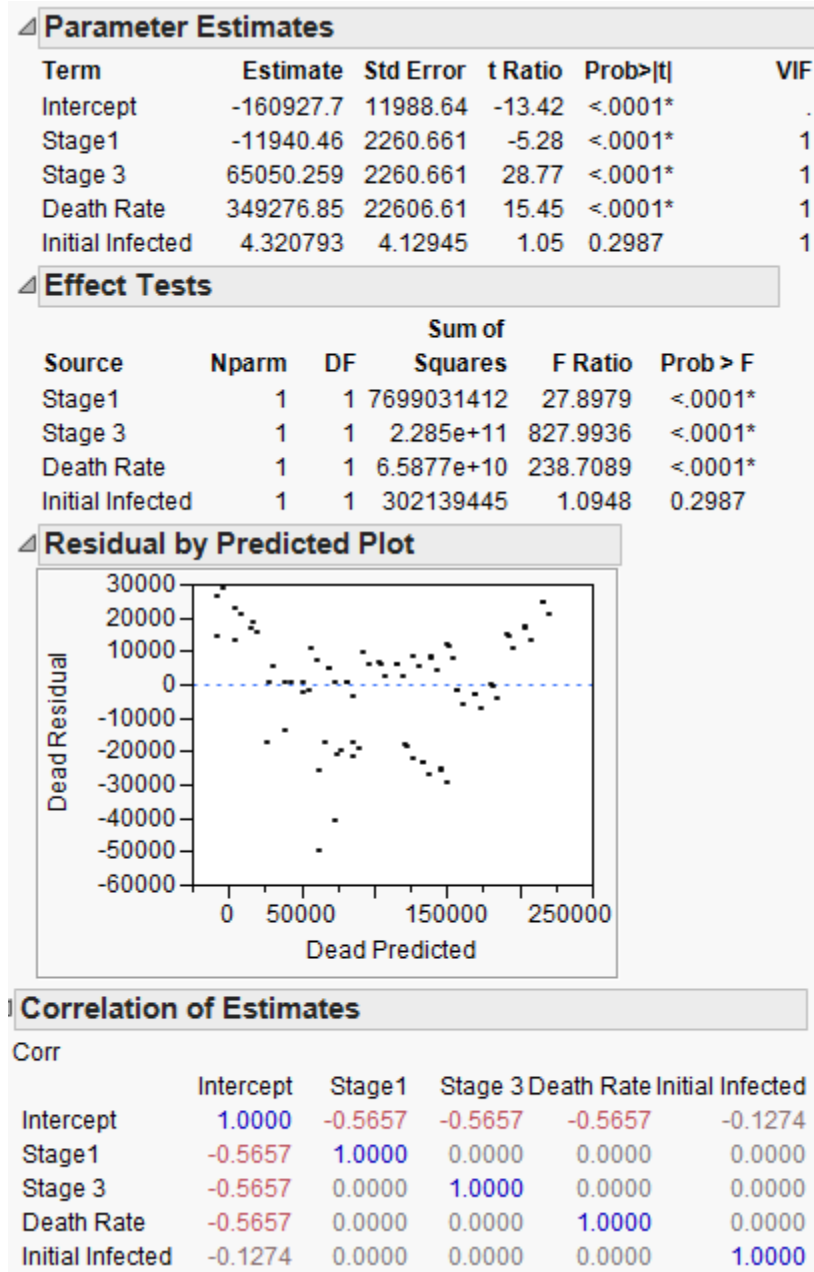 Parameter Estimates
Term Estimate Std Error t Ratio Prob>|t| VIF
Intercept -160927.7 11988.64 -13.42 <.0001* .
Stage1 -11940.46 2260.661 -5.28 <.0001* 1
Stage 3 65050.259 2260.661 28.77 <.0001* 1
Death Rate 349276.85 22606.61 15.45 <.0001* 1
Initial Infected 4.320793 4.12945 1.05 0.2987 1
Effect Tests
Sum of
Source Nparm DF Squares F Ratio Prob > F
Stage1 1 1 7699031412 27.8979 <.0001*
Stage 3 1 1 2.285e+11 827.9936 <.0001*
Death Rate 1 1 6.5877e+10 238.7089 <.0001*
Initial Infected 1 1 302139445 1.0948 0.2987
Residual by Predicted Plot
30000
20000
10000
0
-10000
-20000
-30000
-40000
-50000
-60000
Dead Residual
0 50000 150000 250000
Dead Predicted
Correlation of Estimates
Corr
Intercept Stage1 Stage 3 Death Rate Initial Infected
Intercept 1.0000 -0.5657 -0.5657 -0.5657 -0.1274
Stage1 -0.5657 1.0000 0.0000 0.0000 0.0000
Stage 3 -0.5657 0.0000 1.0000 0.0000 0.0000
Death Rate -0.5657 0.0000 0.0000 1.0000 0.0000
Initial Infected -0.1274 0.0000 0.0000 0.0000 1.0000